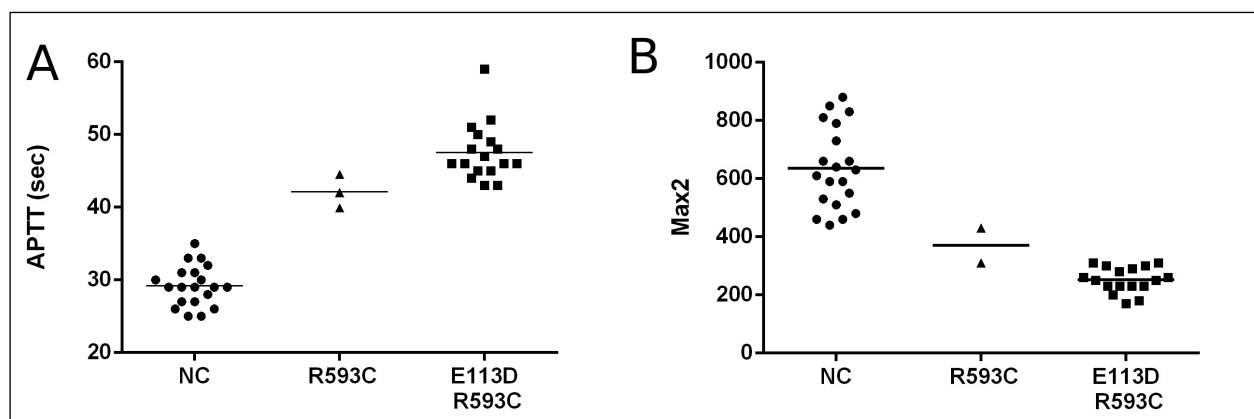 A
APTT (sec)
60
50
40
30
20
NC
R593C
E113D
R593C
B
Max2
1000
800
600
400
200
0
NC
R593C
E113D
R593C